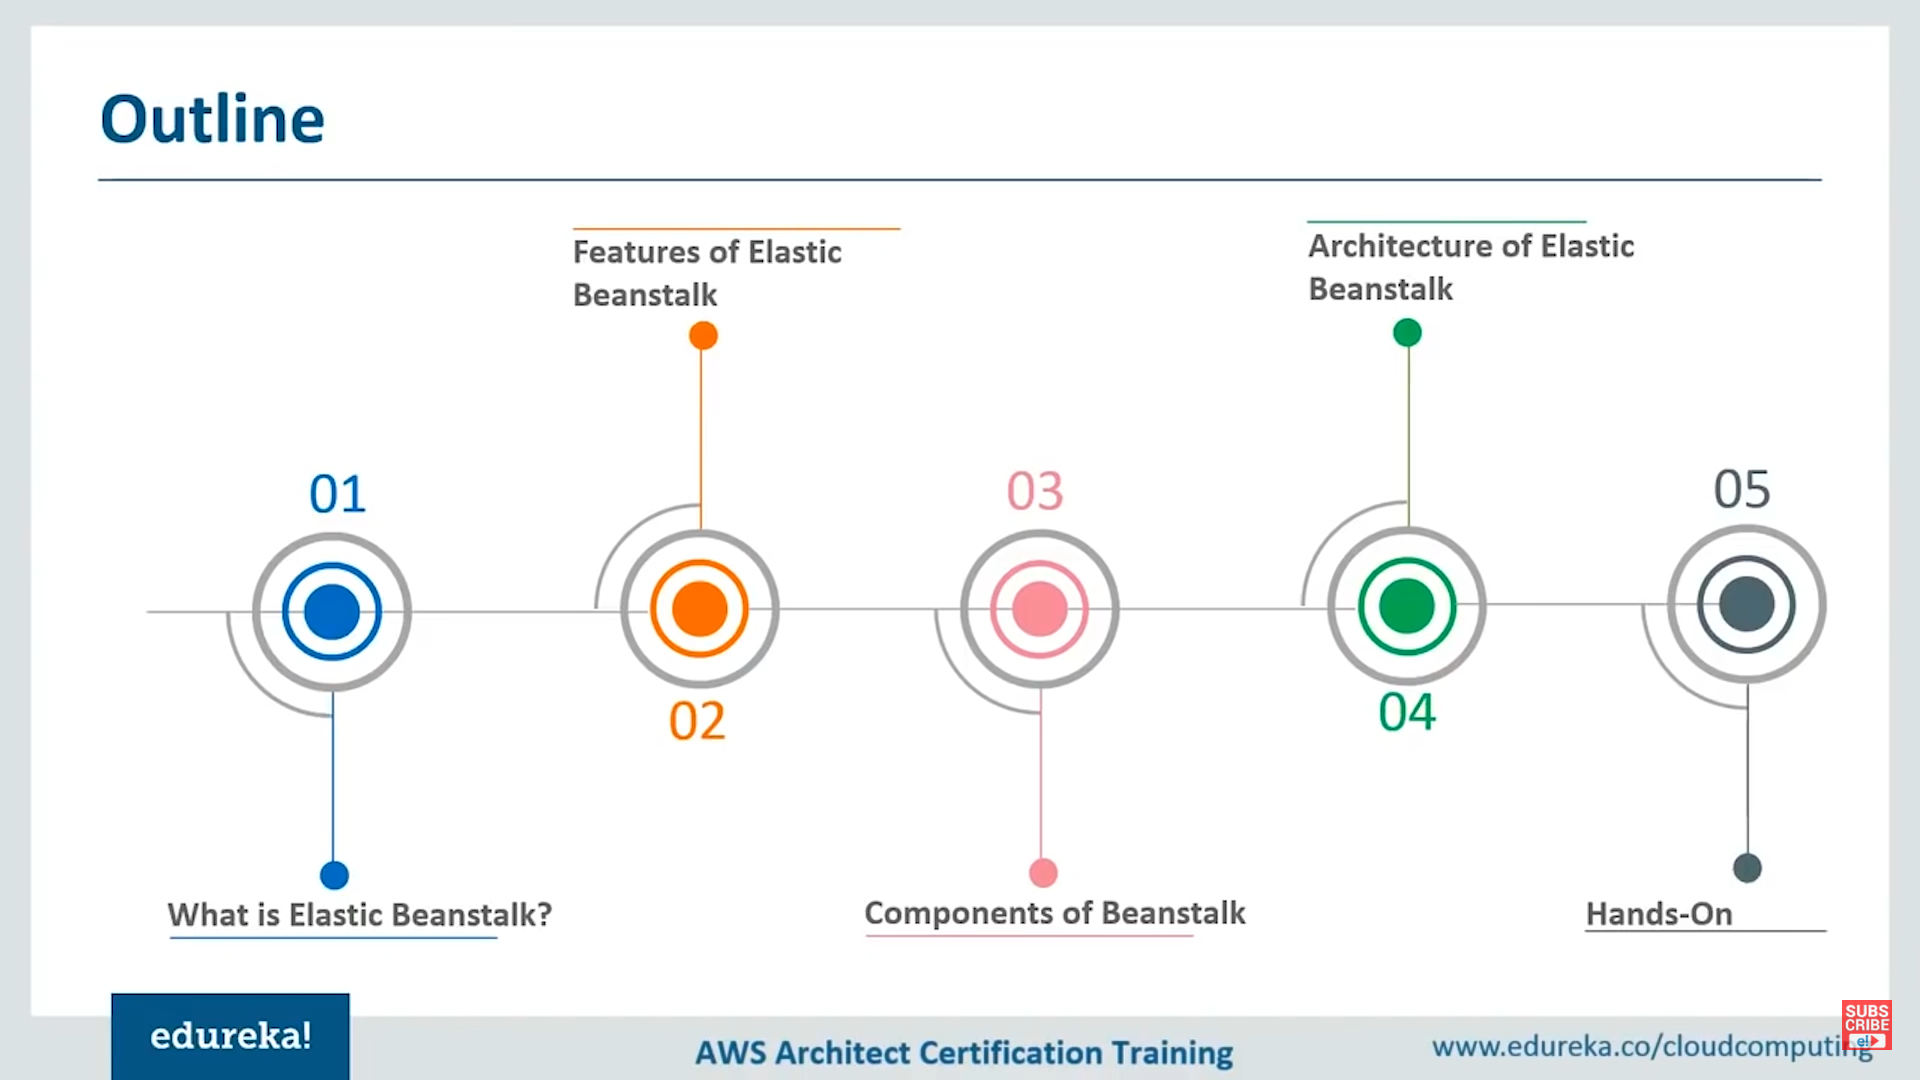 Outline
Features of Elastic
Beanstalk
Architecture of Elastic
Beanstalk
01
02
03
04
05
What is Elastic Beanstalk?
Components of Beanstalk
Hands-On
edureka!
AWS Architect Certification Training
www.edureka.co/cloudcomputing
SUBS
CRIBE
e!